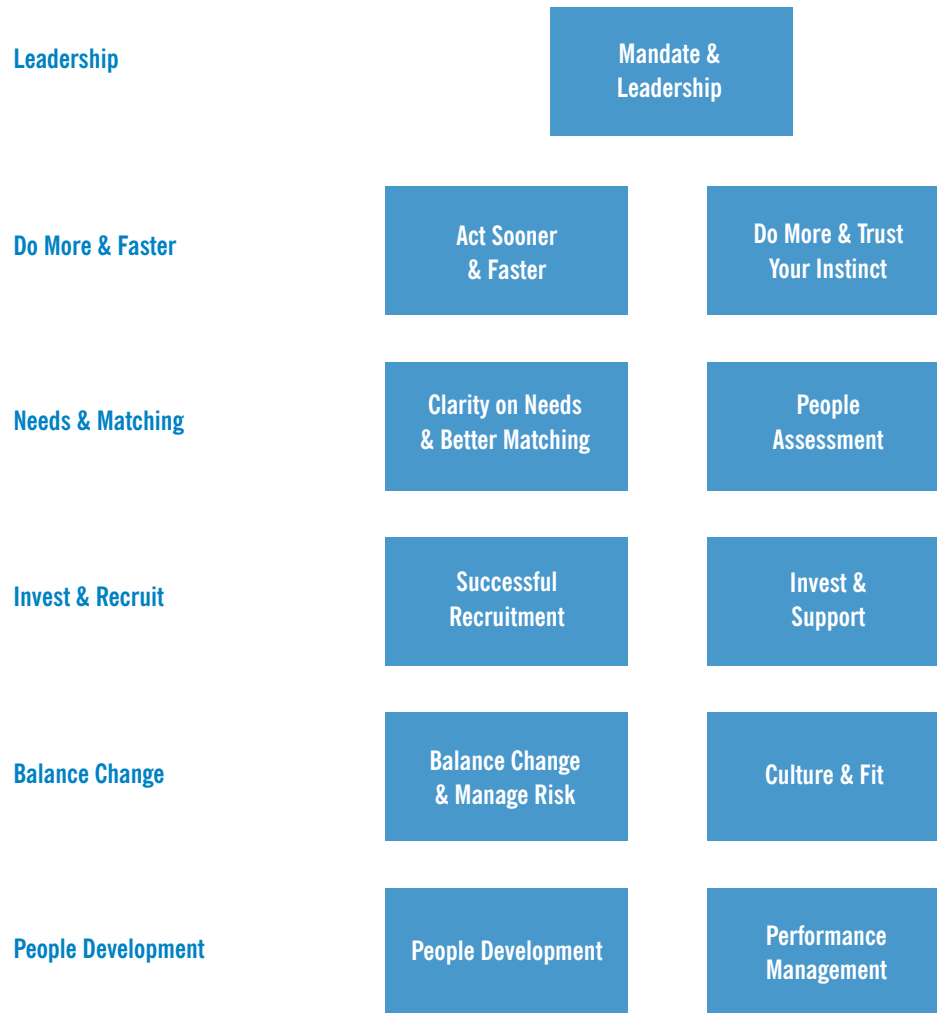 Leadership
Mandate &
Leadership
Do More & Faster
Act Sooner
& Faster
Do More & Trust
Your Instinct
Needs & Matching
Clarity on Needs
& Better Matching
People
Assessment
Invest & Recruit
Successful
Recruitment
Invest &
Support
Balance Change
Balance Change
& Manage Risk
Culture & Fit
People Development
People Development
Performance
Management